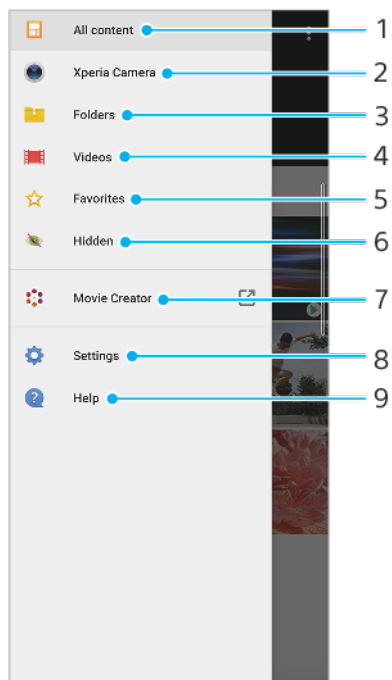 All content 1
Xperia Camera 2
Folders 3
Videos 4
Favorites 5
Hidden 6
Movie Creator 7
Settings 8
Help 9